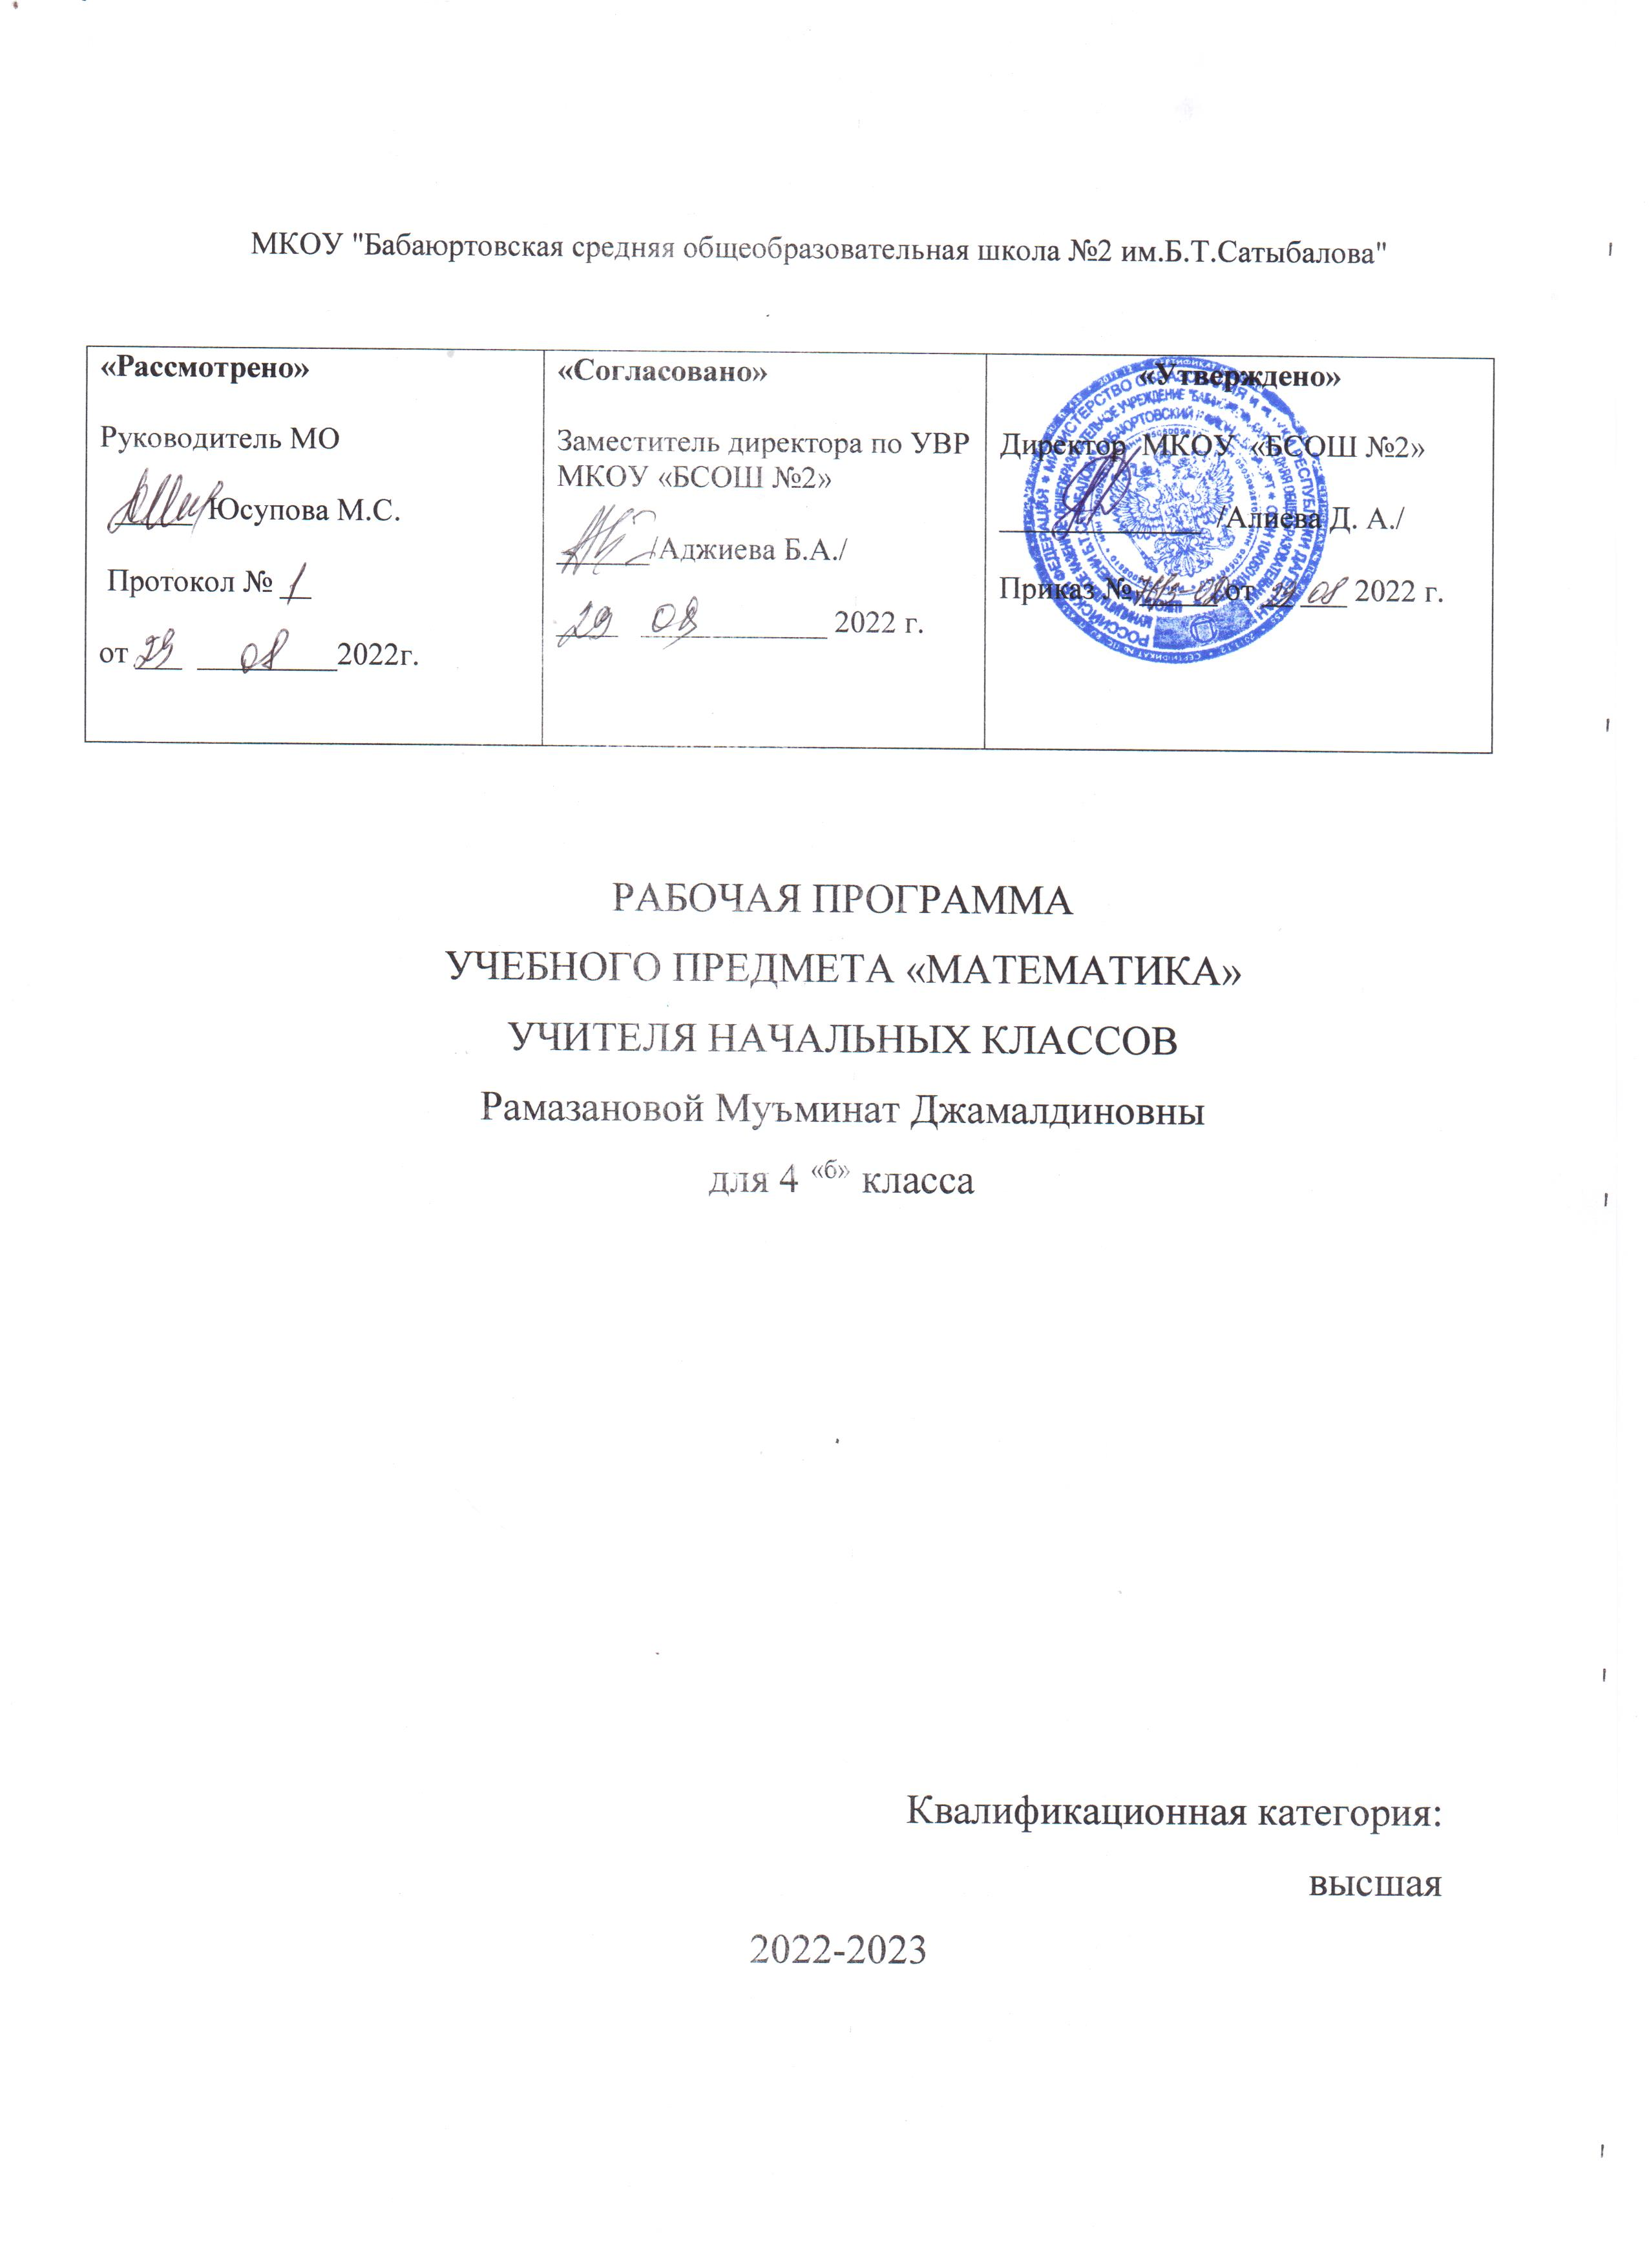 МКОУ "Бабаюртовская средняя общеобразовательная школа №2 им.Б.Т.Сатыбалова"
«Рассмотрено»
Руководитель МО
Юсупова М.С.
Протокол № 1
от 29 08 2022г.
«Согласовано»
Заместитель директора по УВР
МКОУ «БСОШ №2»
/Аджиева Б.А./
29 08 2022 г.
«Утверждено»
Директор МКОУ «БСОШ №2»
/Алиева Д. А./
Приказ № от 29 08 2022 г.
РАБОЧАЯ ПРОГРАММА
УЧЕБНОГО ПРЕДМЕТА «МАТЕМАТИКА»
УЧИТЕЛЯ НАЧАЛЬНЫХ КЛАССОВ
Рамазановой Муъминат Джамалдиновны
для 4 «б» класса
Квалификационная категория:
высшая
2022-2023